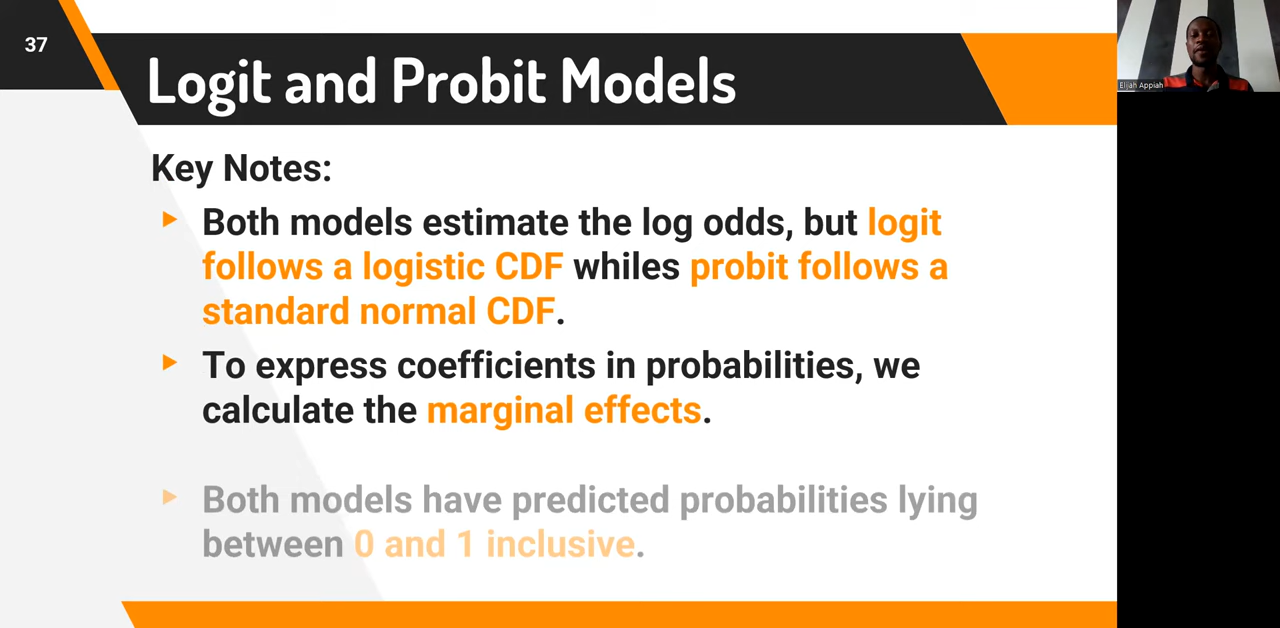 37
Logit and Probit Models
Elijah Appiah
Key Notes:
Both models estimate the log odds, but logit
follows a logistic CDF whiles probit follows a
standard normal CDF.
To express coefficients in probabilities, we
calculate the marginal effects.
Both models have predicted probabilities lying
between 0 and 1 inclusive.